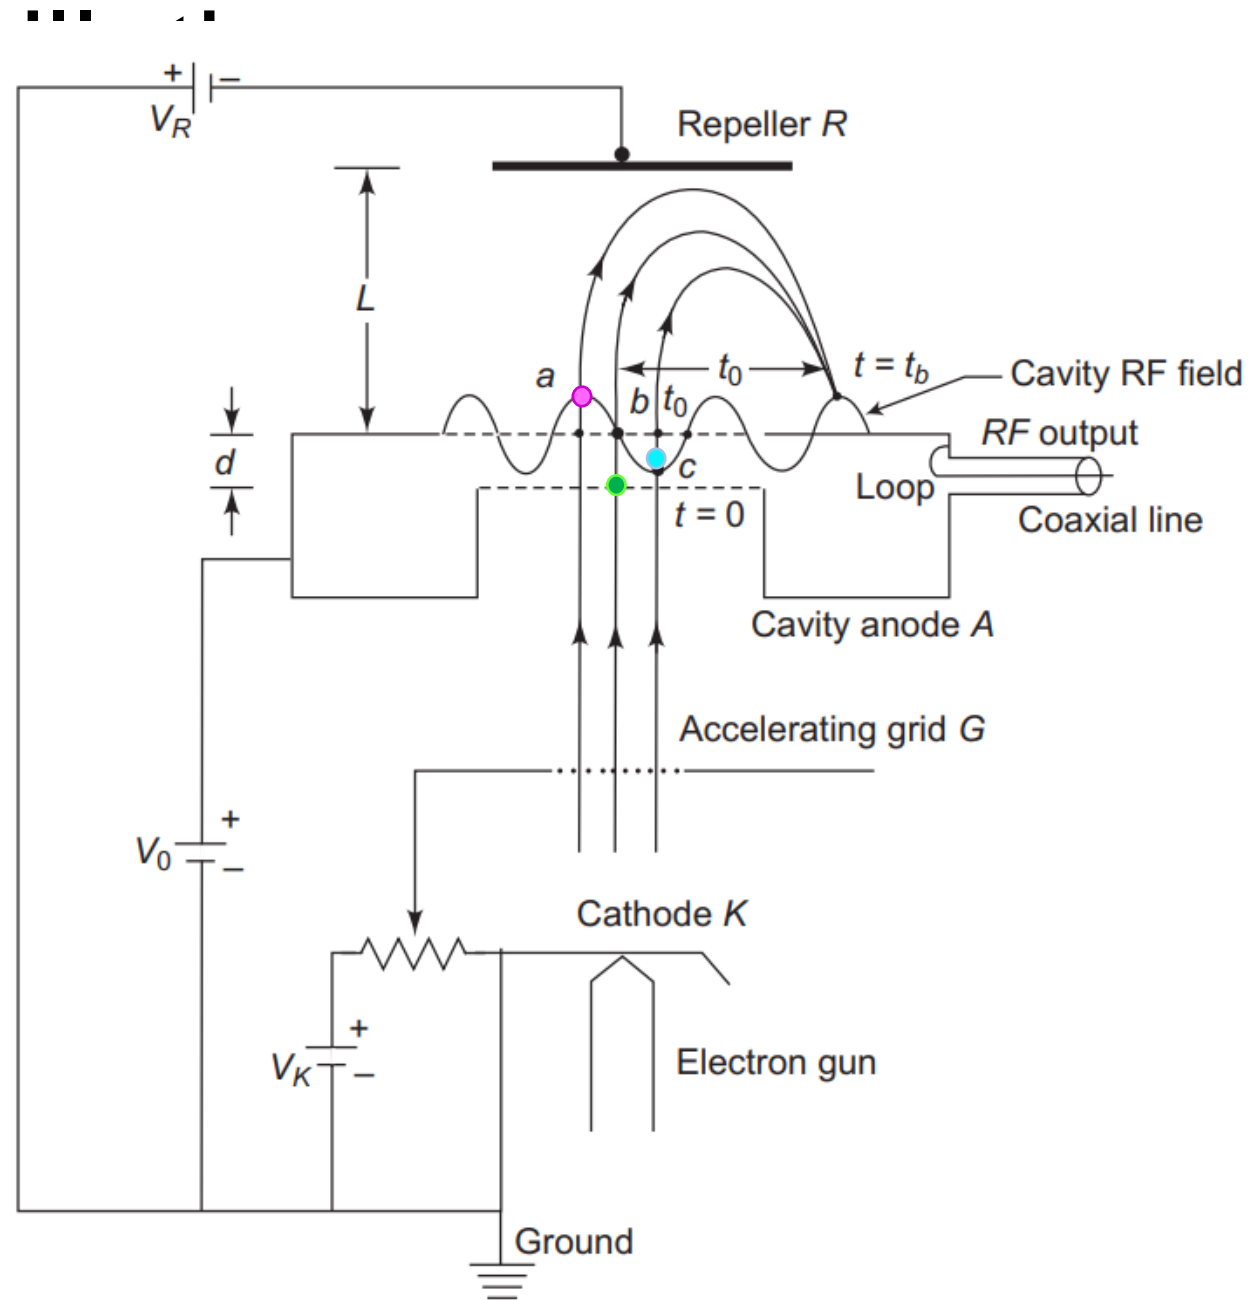 + –
V_R
Repeller R
L
a
b t_0
t_0
t = t_b
Cavity RF field
RF output
d
c
Loop
t = 0
Coaxial line
Cavity anode A
Accelerating grid G
+
V_0
–
Cathode K
+
V_K
–
Electron gun
Ground